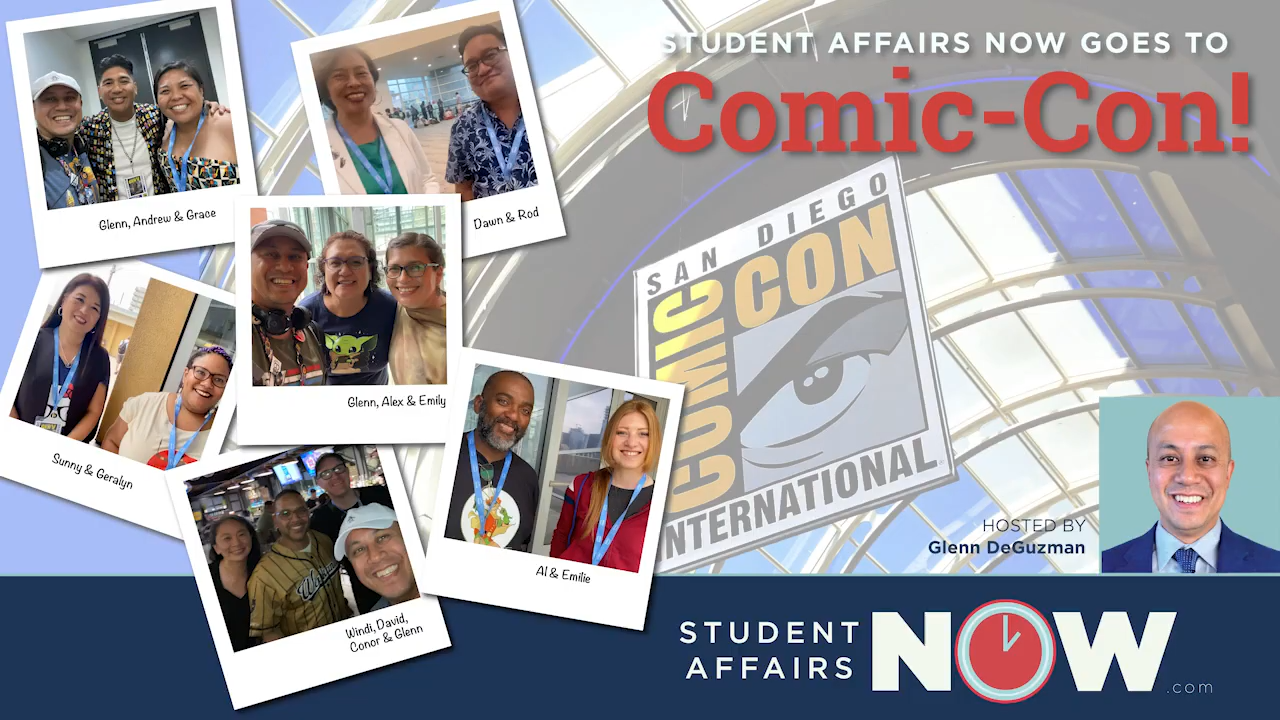 STUDENT AFFAIRS NOW GOES TO
Comic-Con!
Glenn, Andrew & Grace
Dawn & Rod
Glenn, Alex & Emily
Sunny & Geralyn
Al & Emilie
Windi, David,
Conor & Glenn
SAN DIEGO
COMIC
CON
INTERNATIONAL
HOSTED BY
Glenn DeGuzman
STUDENT
AFFAIRS
NOW
.com